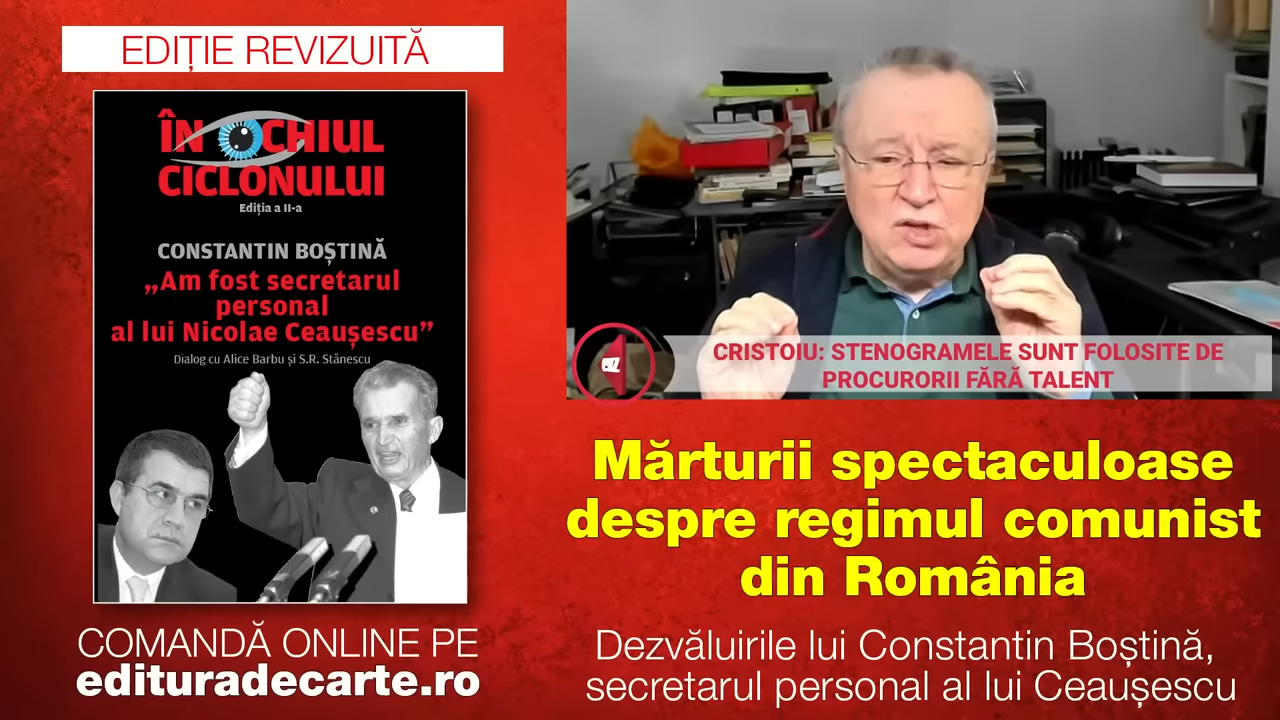 EDIȚIE REVIZUITĂ
ÎN OCHIUL
CICLONULUI
Ediția a II-a
CONSTANTIN BOȘTINĂ
„Am fost secretarul
personal
al lui Nicolae Ceaușescu”
Dialog cu Alice Barbu și S.R. Stănescu
COMANDĂ ONLINE PE
edituradecarte.ro
CRISTOIU: STENOGRAMELE SUNT FOLOSITE DE
PROCURORII FĂRĂ TALENT
Mărturii spectaculoase
despre regimul comunist
din România
Dezvăluirile lui Constantin Boștină,
secretarul personal al lui Ceaușescu